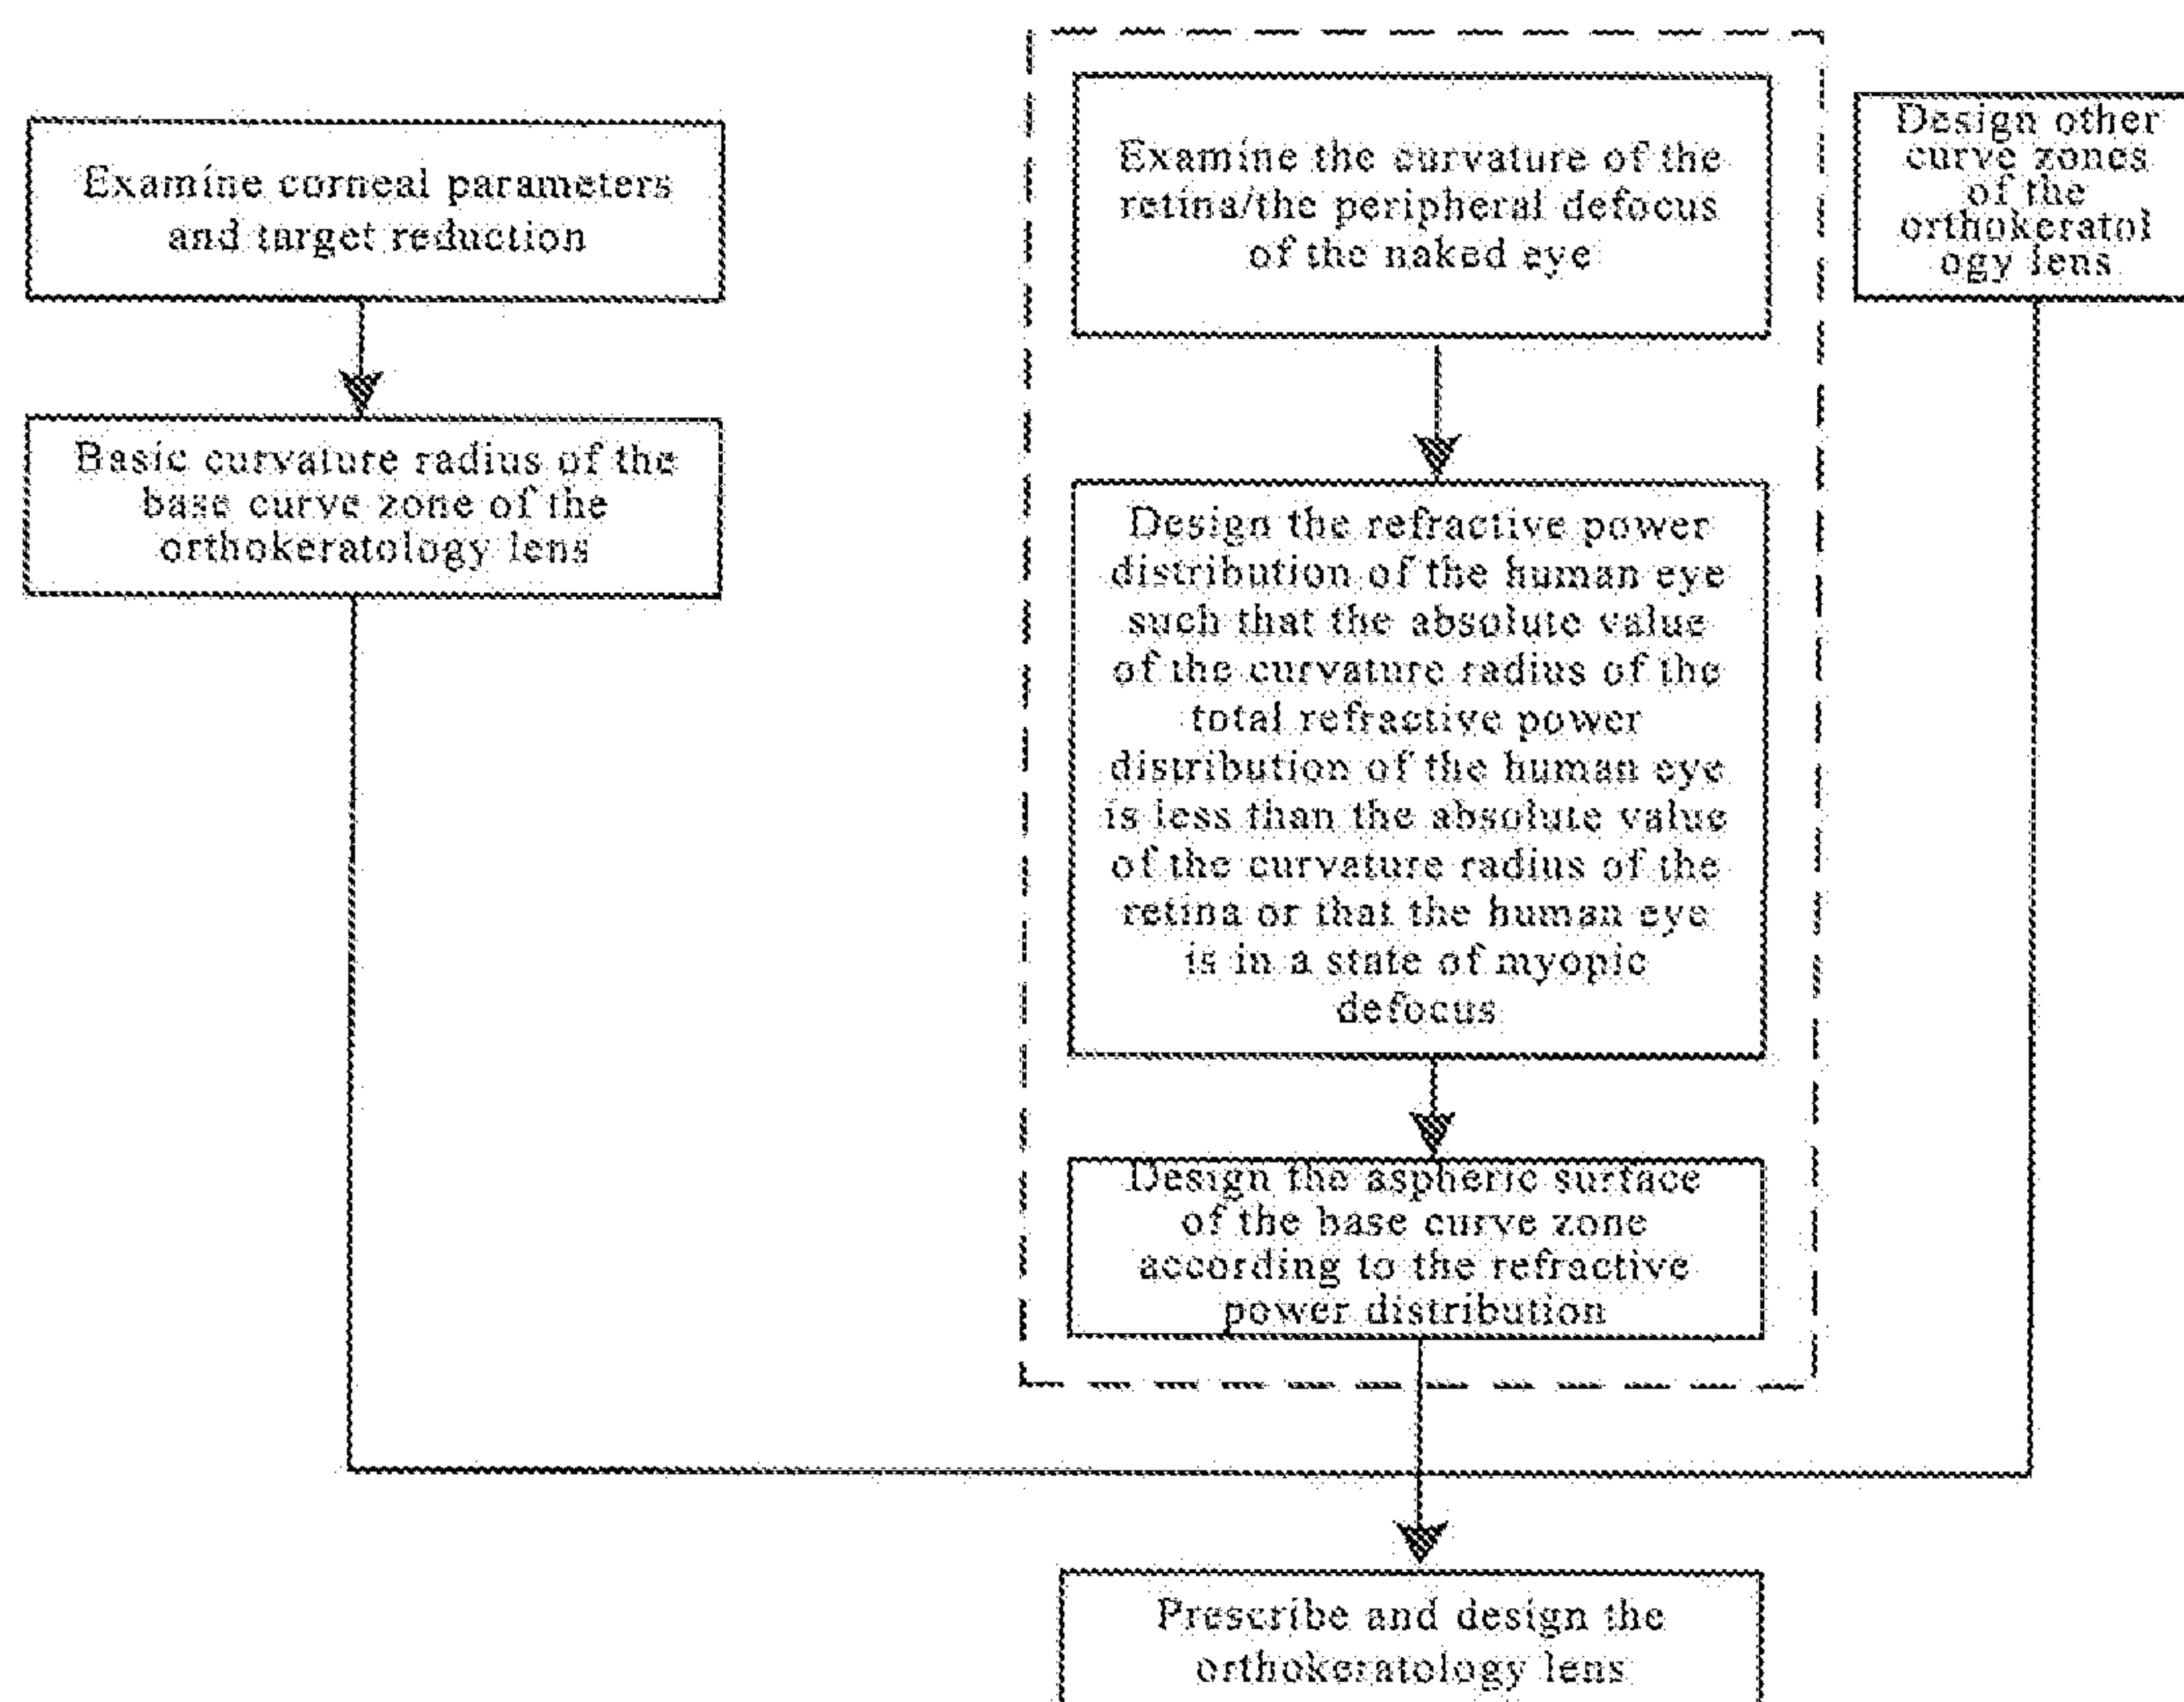 Examine corneal parameters
and target reduction
Basic curvature radius of the
base curve zone of the
orthokeratology lens
Examine the curvature of the
retina/the peripheral defocus
of the naked eye
Design the refractive power
distribution of the human eye
such that the absolute value
of the curvature radius of the
total refractive power
distribution of the human eye
is less than the absolute value
of the curvature radius of the
retina or that the human eye
is in a state of myopic
defocus
Design the aspheric surface
of the base curve zone
according to the refractive
power distribution
Design other
curve zones
of the
orthokeratol
ogy lens
Prescribe and design the
orthokeratology lens